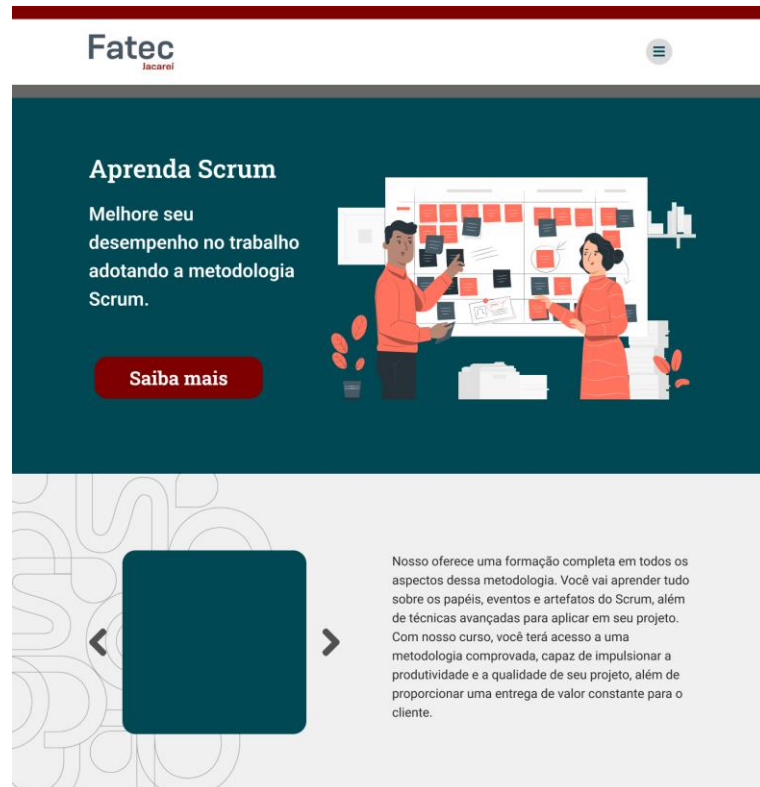 Fatec
Jacareí
Aprenda Scrum
Melhore seu
desempenho no trabalho
adotando a metodologia
Scrum.
Saiba mais
Nosso oferece uma formação completa em todos os
aspectos dessa metodologia. Você vai aprender tudo
sobre os papéis, eventos e artefatos do Scrum, além
de técnicas avançadas para aplicar em seu projeto.
Com nosso curso, você terá acesso a uma
metodologia comprovada, capaz de impulsionar a
produtividade e a qualidade de seu projeto, além de
proporcionar uma entrega de valor constante para o
cliente.